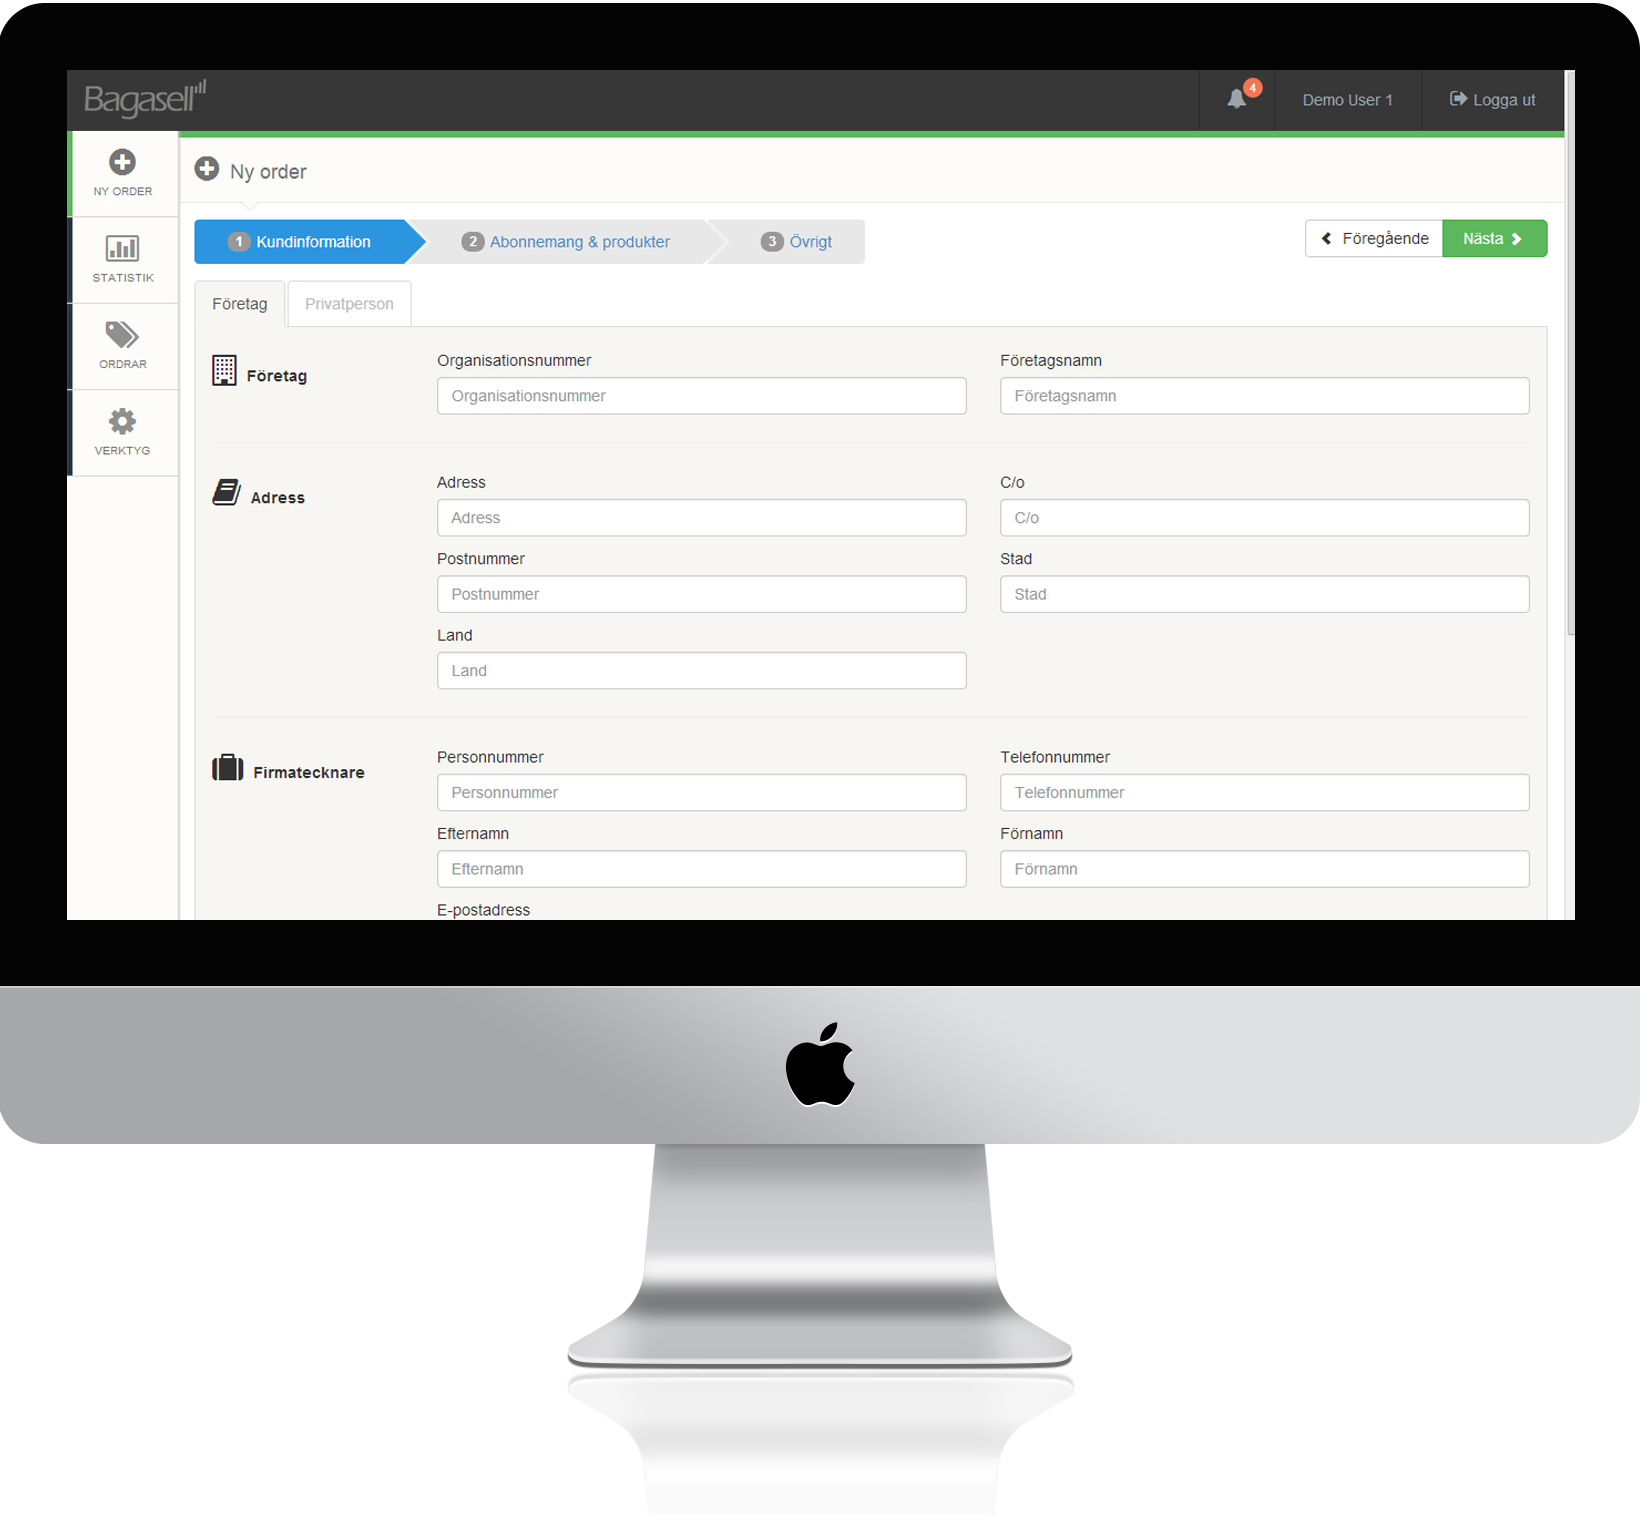 Bagasell
4
Demo User 1
Logga ut
NY ORDER
STATISTIK
ORDRAR
VERKTYG
Ny order
1 Kundinformation
2 Abonnemang & produkter
3 Övrigt
Föregående
Nästa
Företag
Privatperson
Företag
Organisationsnummer
Organisationsnummer
Företagsnamn
Företagsnamn
Adress
Adress
Adress
C/o
C/o
Postnummer
Postnummer
Stad
Stad
Land
Land
Firmatecknare
Personnummer
Personnummer
Telefonnummer
Telefonnummer
Efternamn
Efternamn
Förnamn
Förnamn
E-postadress